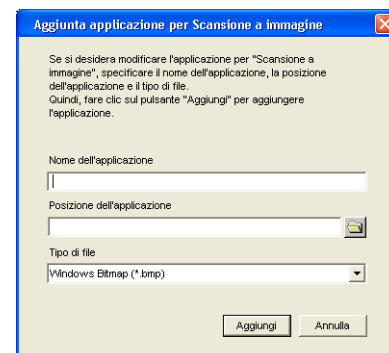 Aggiunta applicazione per Scansione a immagine
Se si desidera modificare l'applicazione per "Scansione a
immagine", specificare il nome dell'applicazione, la posizione
dell'applicazione e il tipo di file.
Quindi, fare clic sul pulsante "Aggiungi" per aggiungere
l'applicazione.
Nome dell'applicazione
Posizione dell'applicazione
Tipo di file
Windows Bitmap (*.bmp)
Aggiungi Annulla